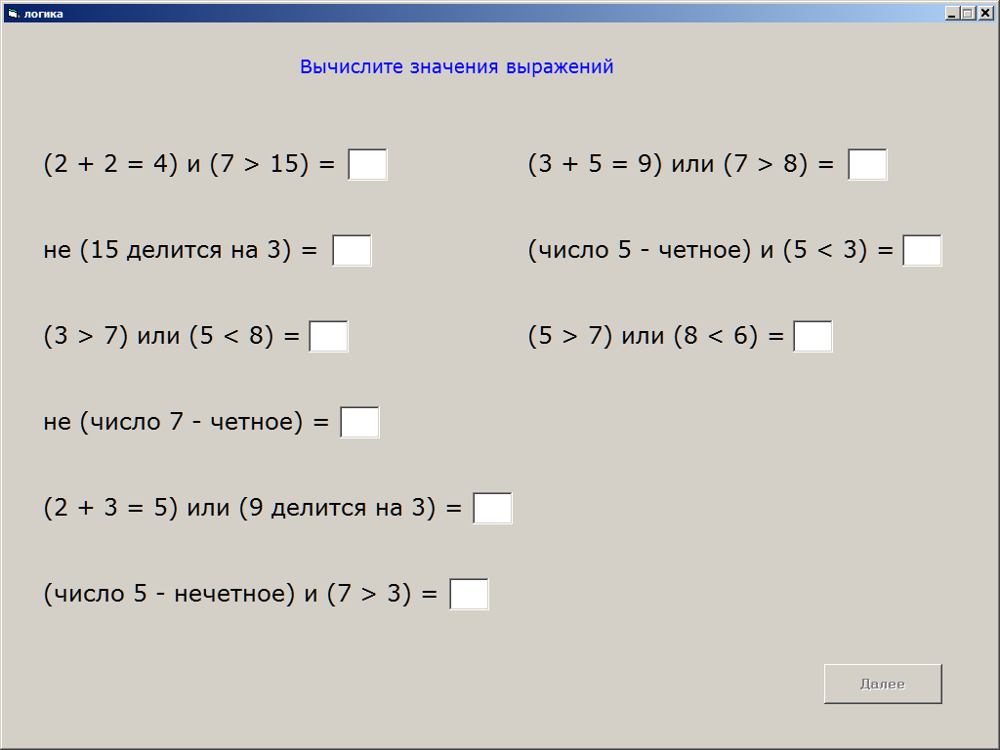 логика
Вычислите значения выражений
(2 + 2 = 4) и (7 > 15) =
(3 + 5 = 9) или (7 > 8) =
не (15 делится на 3) =
(число 5 - четное) и (5 < 3) =
(3 > 7) или (5 < 8) =
(5 > 7) или (8 < 6) =
не (число 7 - четное) =
(2 + 3 = 5) или (9 делится на 3) =
(число 5 - нечетное) и (7 > 3) =
Далее